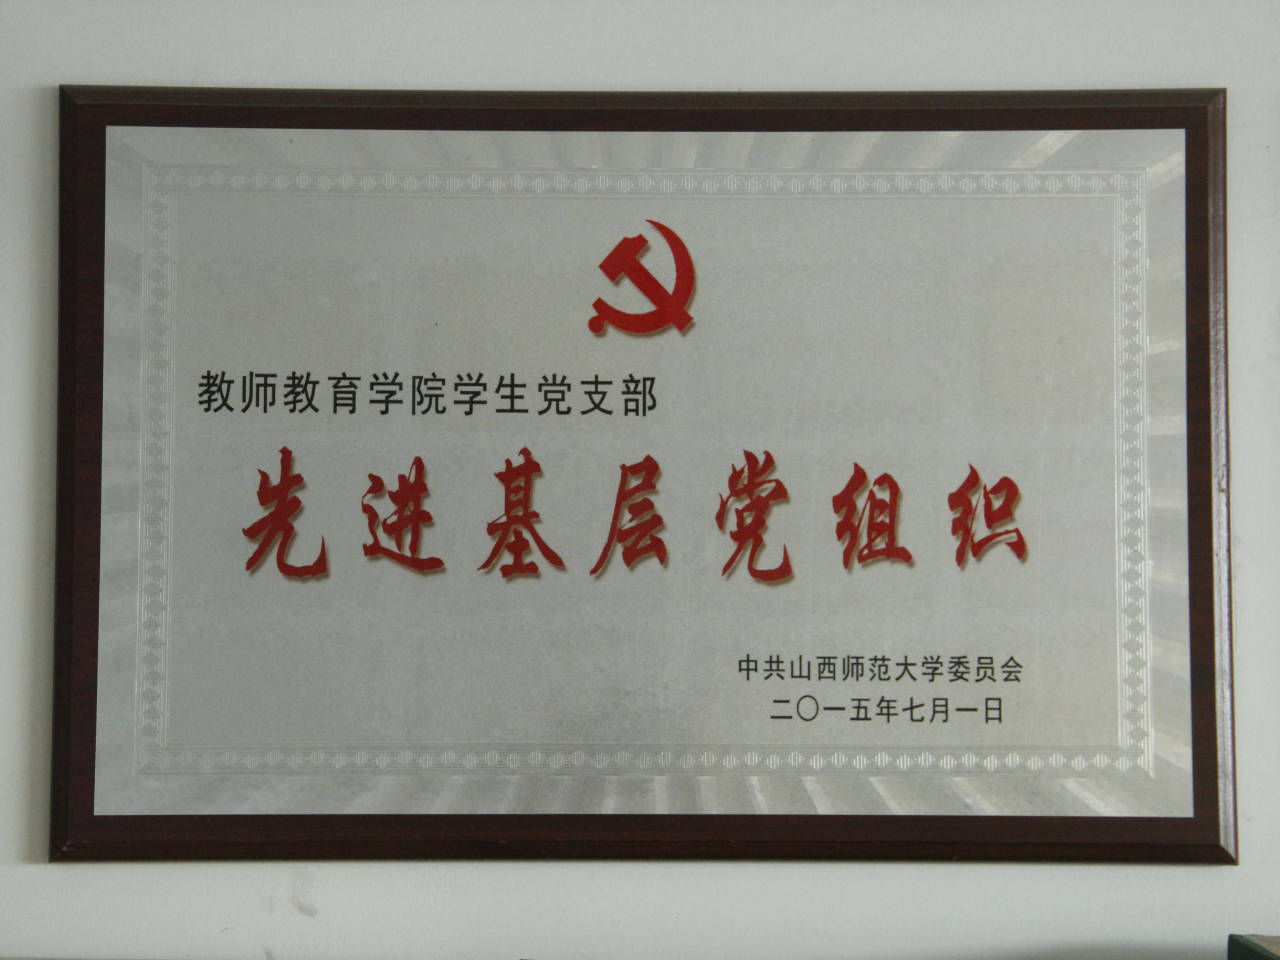 教师教育学院学生党支部
先进基层党组织
中共山西师范大学委员会
二〇一五年七月一日